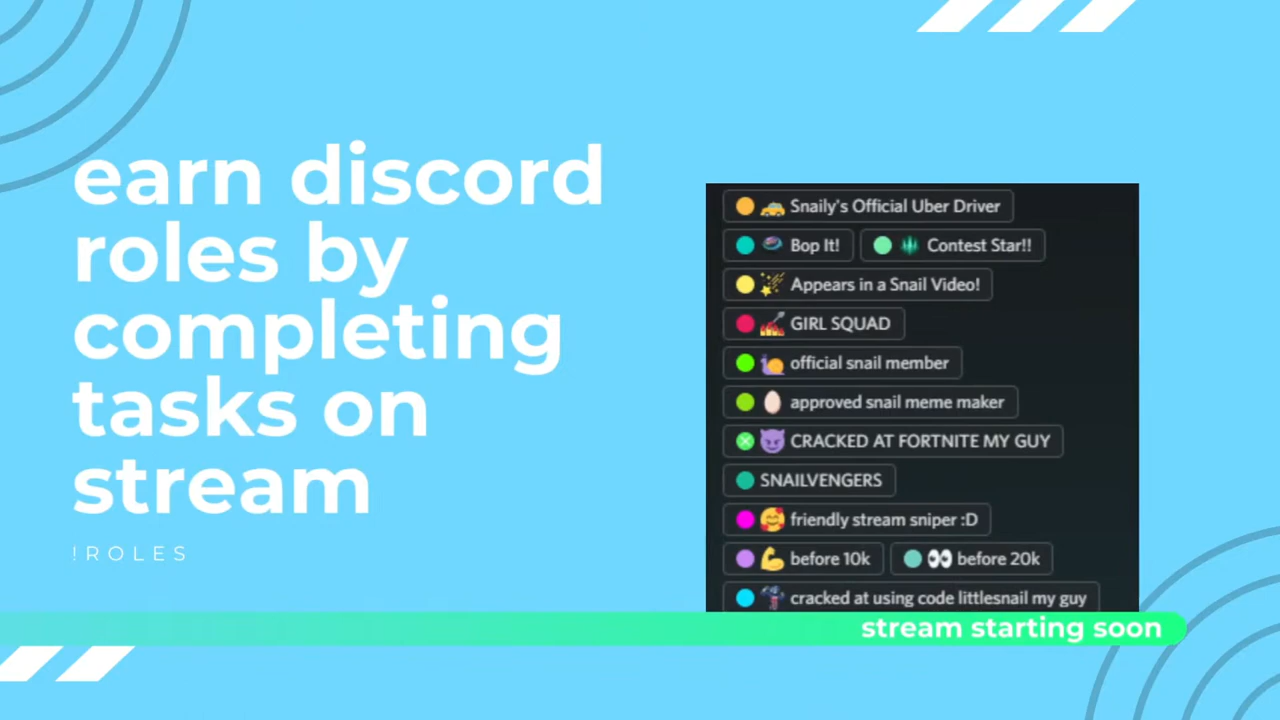 earn discord
roles by
completing
tasks on
stream
!ROLES
Snaily's Official Uber Driver
Bop It! Contest Star!!
Appears in a Snail Video!
GIRL SQUAD
official snail member
approved snail meme maker
CRACKED AT FORTNITE MY GUY
SNAILVENGERS
friendly stream sniper :D
before 10k before 20k
cracked at using code littlesnail my guy
stream starting soon